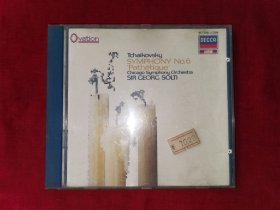 Ovation
DECCA
Tchaikovsky
SYMPHONY No.6
'Pathétique'
Chicago Symphony Orchestra
SIR GEORG SOLTI